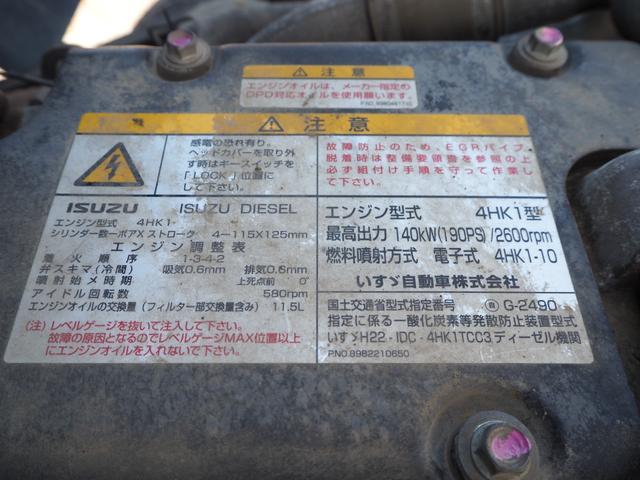 注意
エンジンオイルは、メーカー指定の
DPD対応オイルを使用願います。
注意
感電の恐れ有り。
ヘッドカバーを取り外
す時はキースイッチを
「LOCK」位置に
して下さい。
故障防止のため、EGRパイプ
脱着時は整備要領書を参照の上
必ず組付け手順を守って作業し
て下さい。
ISUZU ISUZU DIESEL
エンジン型式 4HK1-
シリンダ数ーボアXストローク 4-115X125mm
エンジン調整表
着火順序 1-3-4-2
弁スキマ(冷間) 吸気0.6mm 排気0.6mm
噴射始メ時期 上死点前 0°
アイドル回転数 580rpm
エンジンオイルの交換量(フィルター部交換量含み) 11.5L
(注)レベルゲージを抜いて注入して下さい。
故障の原因となるのでレベルゲージMAX位置以上
にエンジンオイルを入れないで下さい。
エンジン型式 4HK1型
最高出力 140kW(190PS)/2600rpm
燃料噴射方式 電子式 4HK1-10
いすゞ自動車株式会社
国土交通省型式指定番号 G-2490
指定に係る一酸化炭素等発散防止装置型式
いすゞH22-IDC-4HK1TCC3ディーゼル機関
P.NO.8982210650